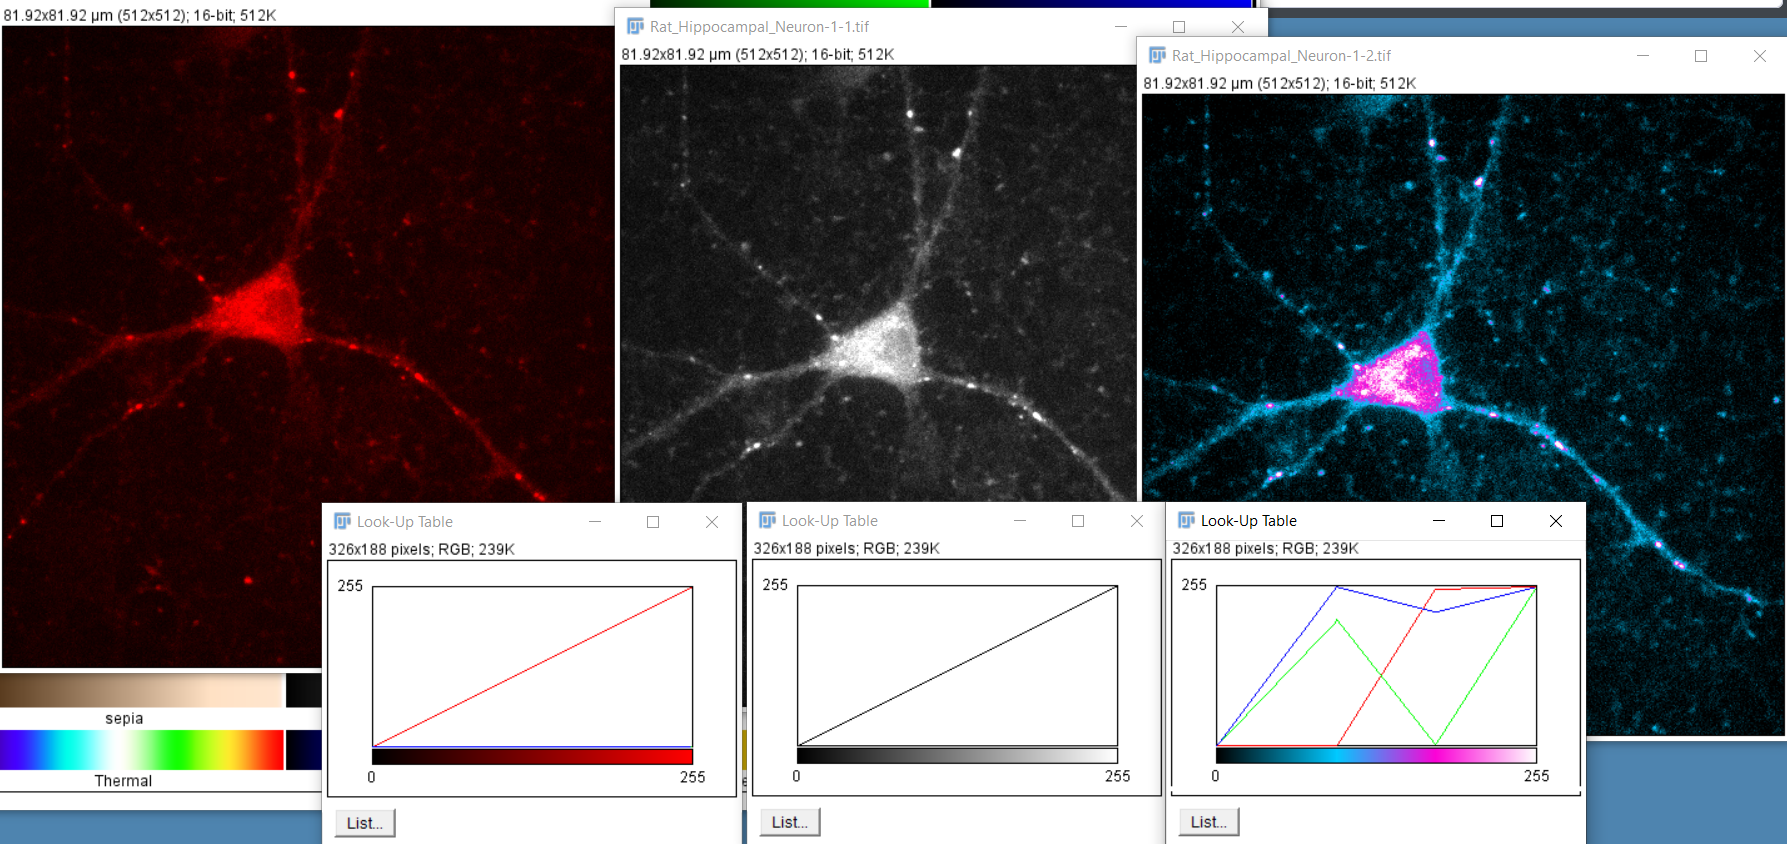 81.92x81.92 µm (512x512); 16-bit; 512K
Rat_Hippocampal_Neuron-1-1.tif
81.92x81.92 µm (512x512); 16-bit; 512K
Rat_Hippocampal_Neuron-1-2.tif
81.92x81.92 µm (512x512); 16-bit; 512K
sepia
Thermal
Look-Up Table
326x188 pixels; RGB; 239K
255
0
255
List...
Look-Up Table
326x188 pixels; RGB; 239K
255
0
255
List...
Look-Up Table
326x188 pixels; RGB; 239K
255
0
255
List...